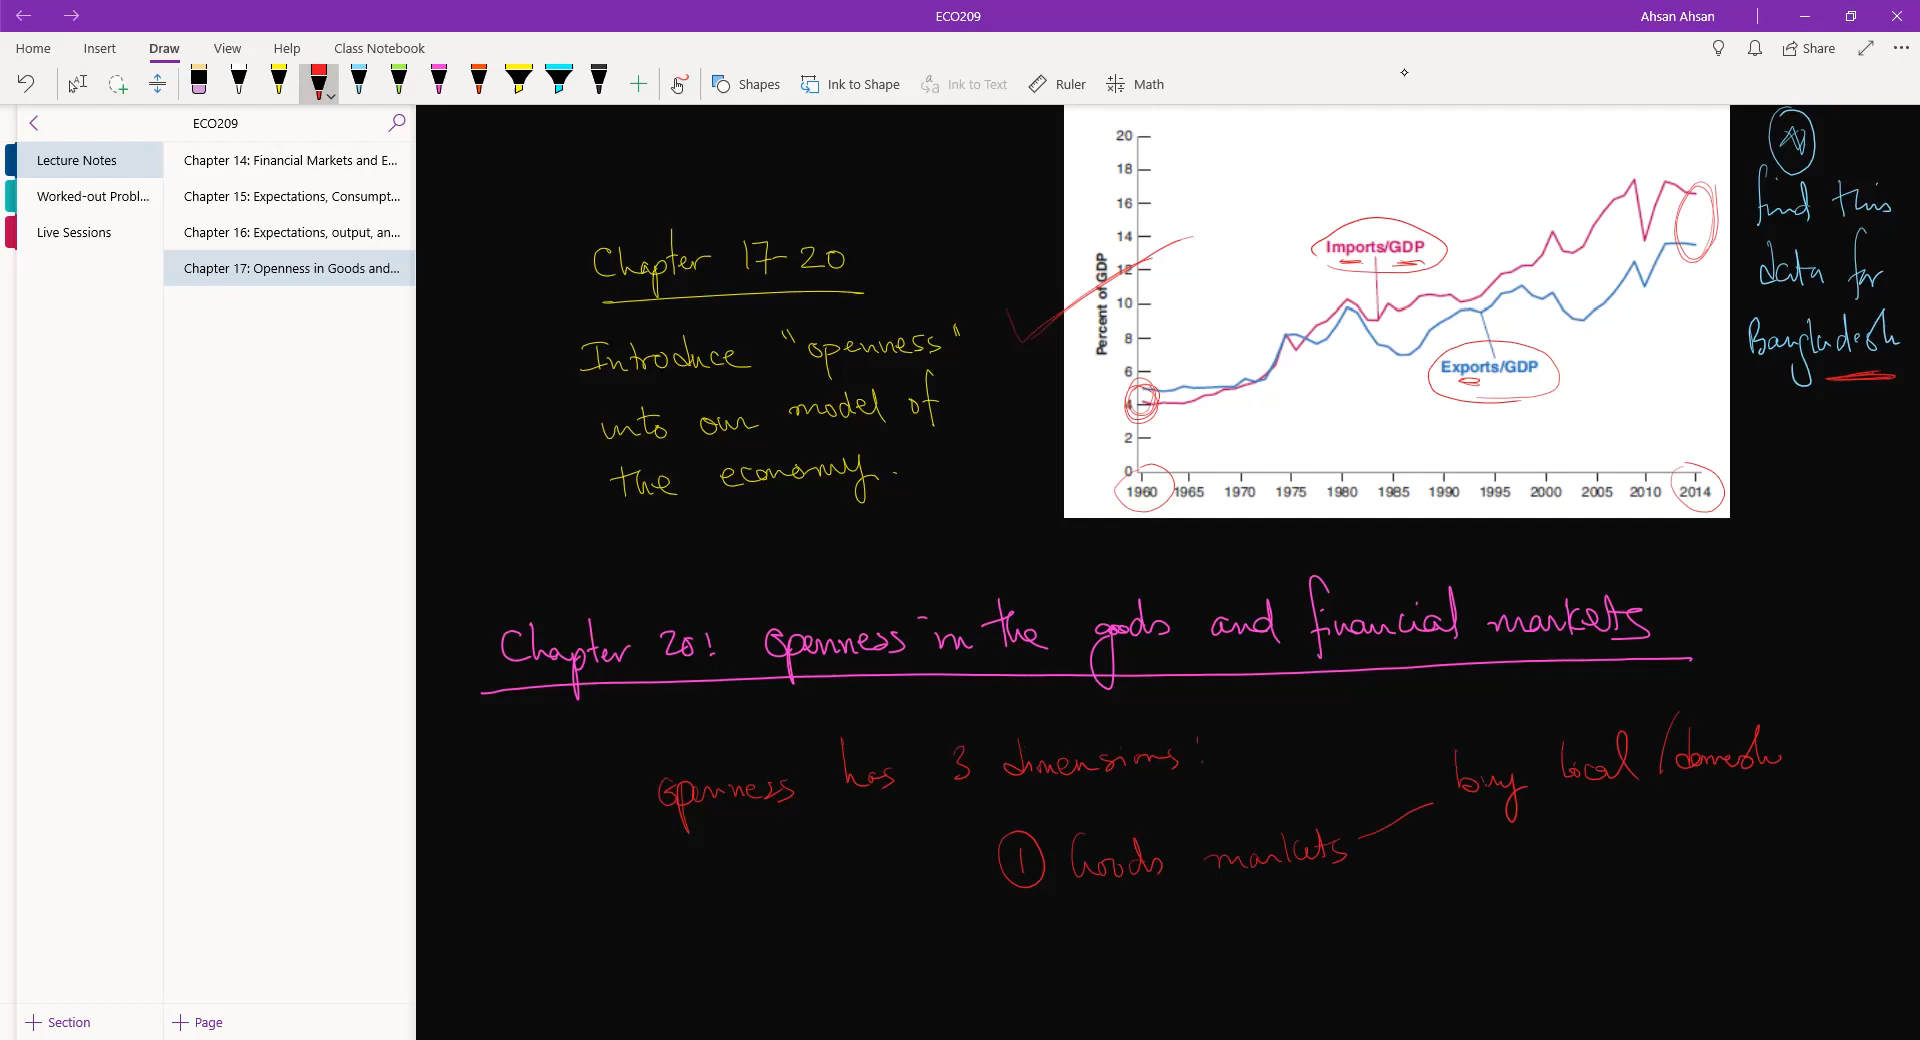 ECO209
Ahsan Ahsan
Home Insert Draw View Help Class Notebook
Share
Shapes Ink to Shape Ink to Text Ruler Math
ECO209
Lecture Notes
Worked-out Probl...
Live Sessions
Chapter 14: Financial Markets and E...
Chapter 15: Expectations, Consumpt...
Chapter 16: Expectations, output, an...
Chapter 17: Openness in Goods and...
Section
Page
Chapter 17-20
Introduce "openness"
into our model of
the economy.
Percent of GDP
20
18
16
14
12
10
8
6
4
2
0
Imports/GDP
Exports/GDP
1960 1965 1970 1975 1980 1985 1990 1995 2000 2005 2010 2014
find this
data for
Bangladesh
Chapter 20: Openness in the goods and financial markets
Openness has 3 dimensions:
① Goods markets
buy local / domestic